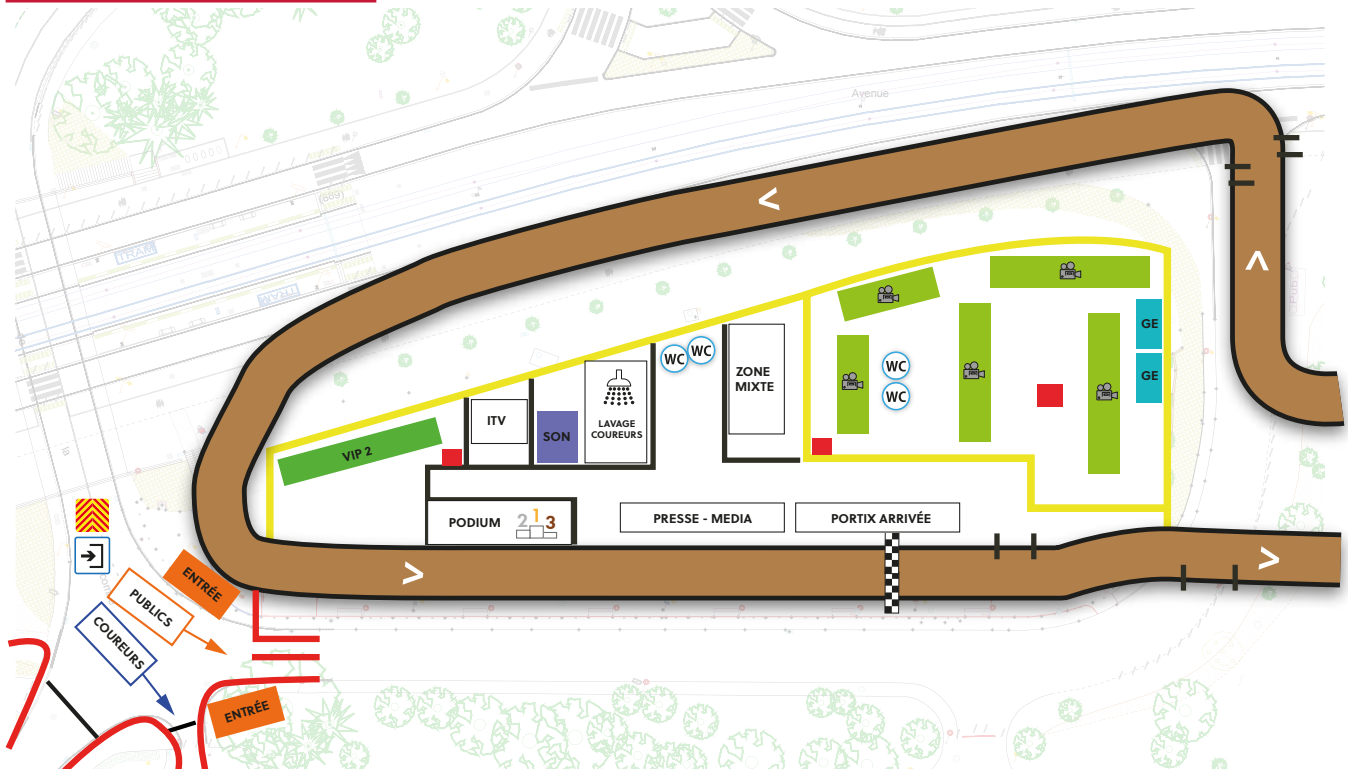 Avenue
(689)
TRAM
TRAM
GE
GE
WC
WC
WC
WC
ZONE
MIXTE
ITV
SON
LAVAGE
COUREURS
VIP 2
PODIUM
2 1 3
PRESSE - MEDIA
PORTIX ARRIVÉE
ENTRÉE
PUBLICS
COUREURS
ENTRÉE